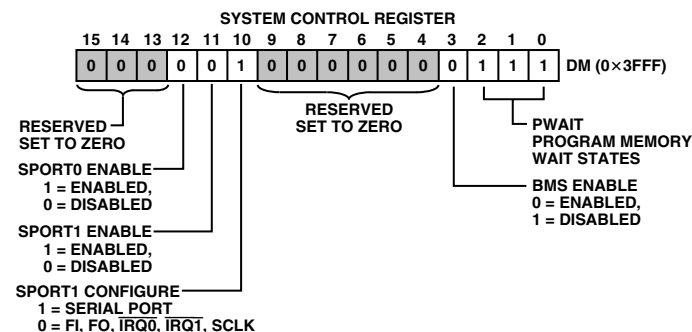 SYSTEM CONTROL REGISTER
15 14 13 12 11 10 9 8 7 6 5 4 3 2 1 0
0 0 0 0 0 1 0 0 0 0 0 0 0 1 1 1 DM (0×3FFF)
RESERVED
SET TO ZERO
RESERVED
SET TO ZERO
PWAIT
PROGRAM MEMORY
WAIT STATES
SPORT0 ENABLE
1 = ENABLED,
0 = DISABLED
BMS ENABLE
0 = ENABLED,
1 = DISABLED
SPORT1 ENABLE
1 = ENABLED,
0 = DISABLED
SPORT1 CONFIGURE
1 = SERIAL PORT
0 = FI, FO, I̅R̅Q̅0̅, I̅R̅Q̅1̅, SCLK